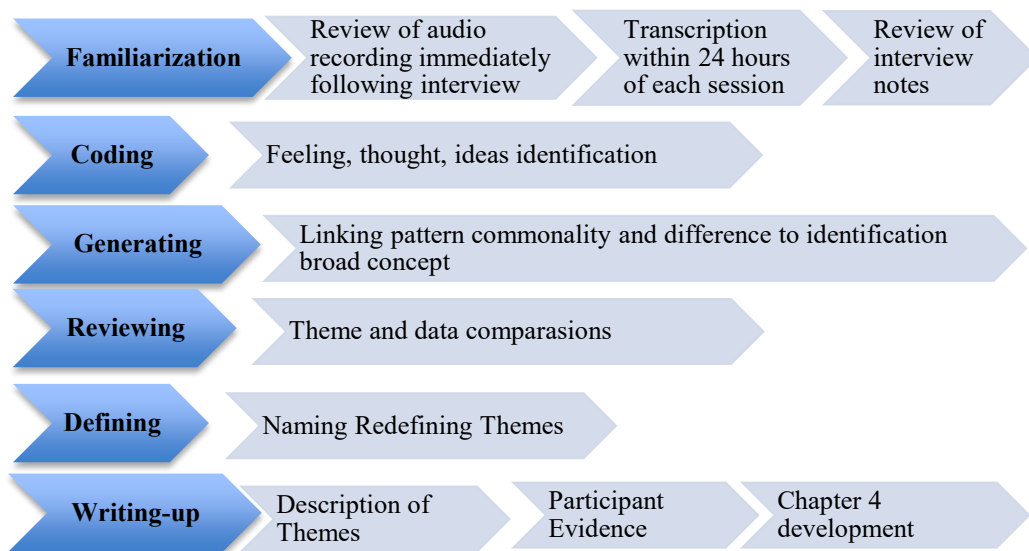 Familiarization
Review of audio
recording immediately
following interview
Transcription
within 24 hours
of each session
Review of
interview
notes
Coding
Feeling, thought, ideas identification
Generating
Linking pattern commonality and difference to identification
broad concept
Reviewing
Theme and data comparasions
Defining
Naming Redefining Themes
Writing-up
Description of
Themes
Participant
Evidence
Chapter 4
development